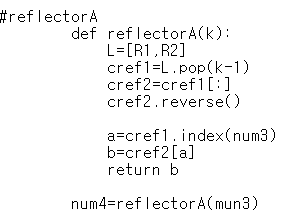 #reflectorA
def reflectorA(k):
L=[R1,R2]
cref1=L.pop(k-1)
cref2=cref1[:]
cref2.reverse()
a=cref1.index(num3)
b=cref2[a]
return b
num4=reflectorA(mun3)